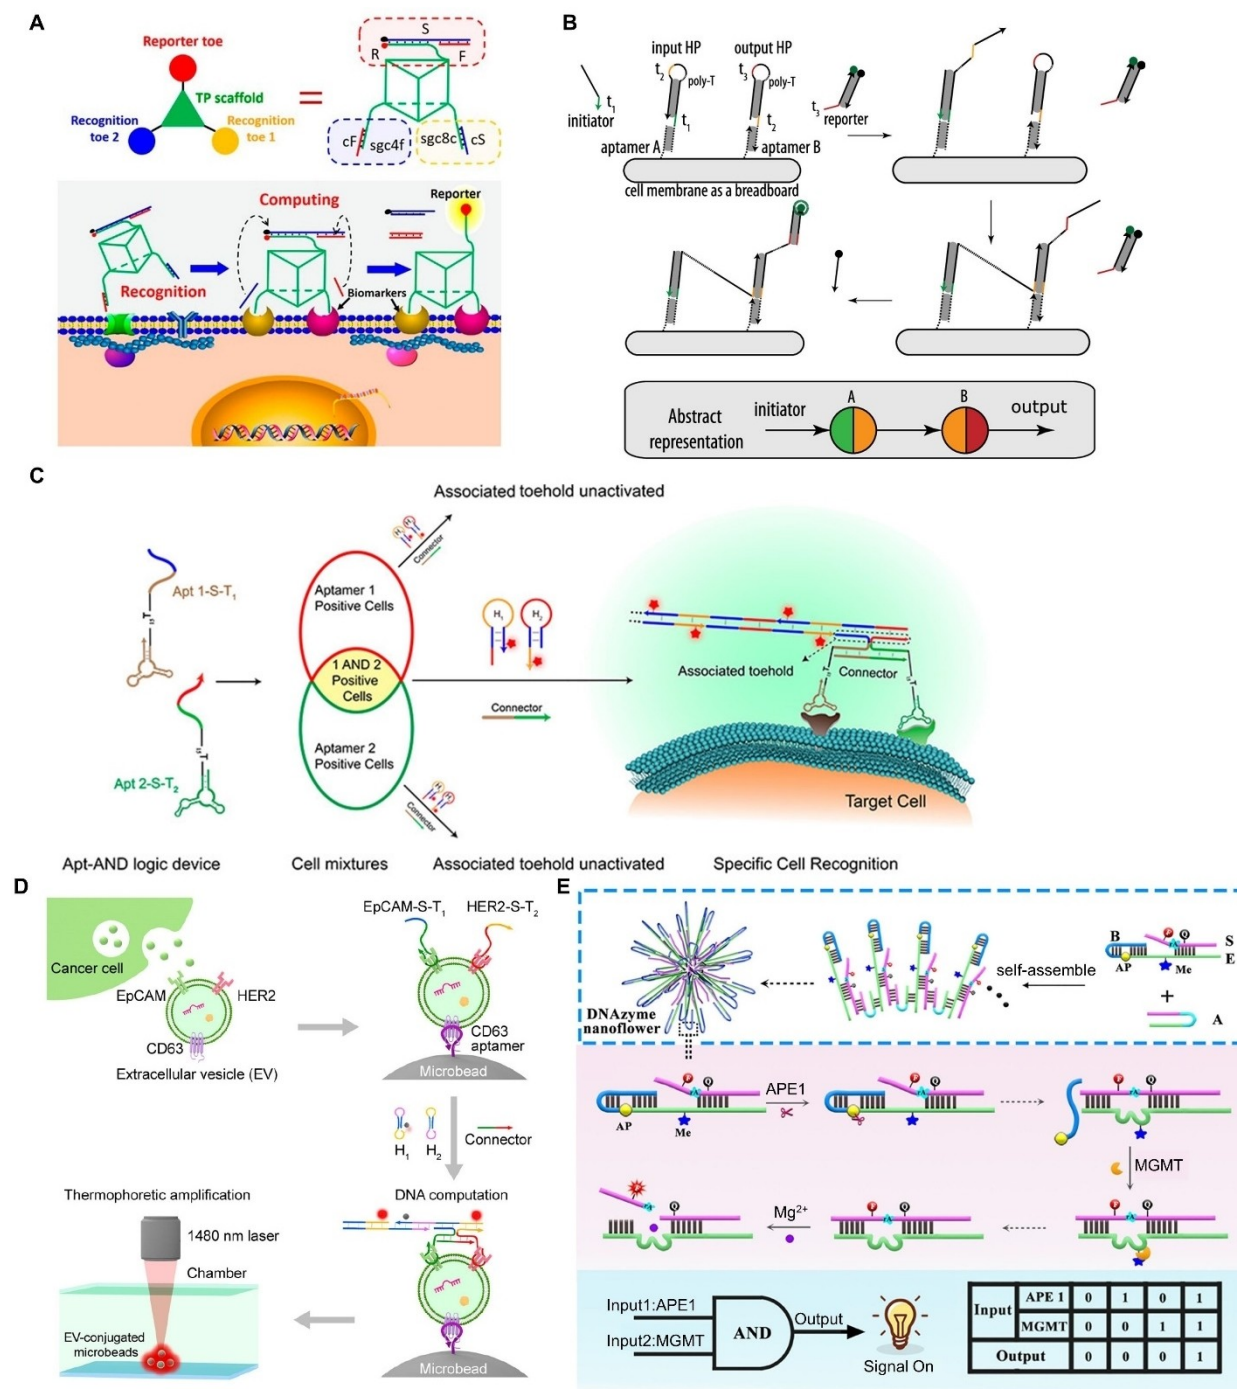 A
Reporter toe
TP scaffold
Recognition
toe 2
Recognition
toe 1
S
R
F
cF
sgc4f
sgc8c
cS
Computing
Reporter
Recognition
Biomarkers
B
input HP
output HP
t2
poly-T
t3
poly-T
t1
initiator
t1
t2
t3
reporter
aptamer A
aptamer B
cell membrane as a breadboard
Abstract
representation
initiator
A
B
output
C
Associated toehold unactivated
H1
H2
Connector
Apt 1-S-T1
Aptamer 1
Positive Cells
1 AND 2
Positive
Cells
Aptamer 2
Positive Cells
Apt 2-S-T2
H1
H2
Connector
Connector
Associated toehold
Connector
Target Cell
Apt-AND logic device
Cell mixtures
Associated toehold unactivated
Specific Cell Recognition
D
Cancer cell
EpCAM
HER2
CD63
Extracellular vesicle (EV)
EpCAM-S-T1
HER2-S-T2
CD63
aptamer
Microbead
H1
H2
Connector
DNA computation
Microbead
Thermophoretic amplification
1480 nm laser
Chamber
EV-conjugated
microbeads
E
DNAzyme
nanoflower
self-assemble
B
F
Q
S
AP
Me
E
+
A
F
Q
AP
Me
APE1
F
Q
F
Q
MGMT
F
Q
F
Q
Mg2+
F
Q
Input1:APE1
Input2:MGMT
AND
Output
Signal On
Input
APE 1 0 1 0 1
MGMT 0 0 1 1
Output 0 0 0 1